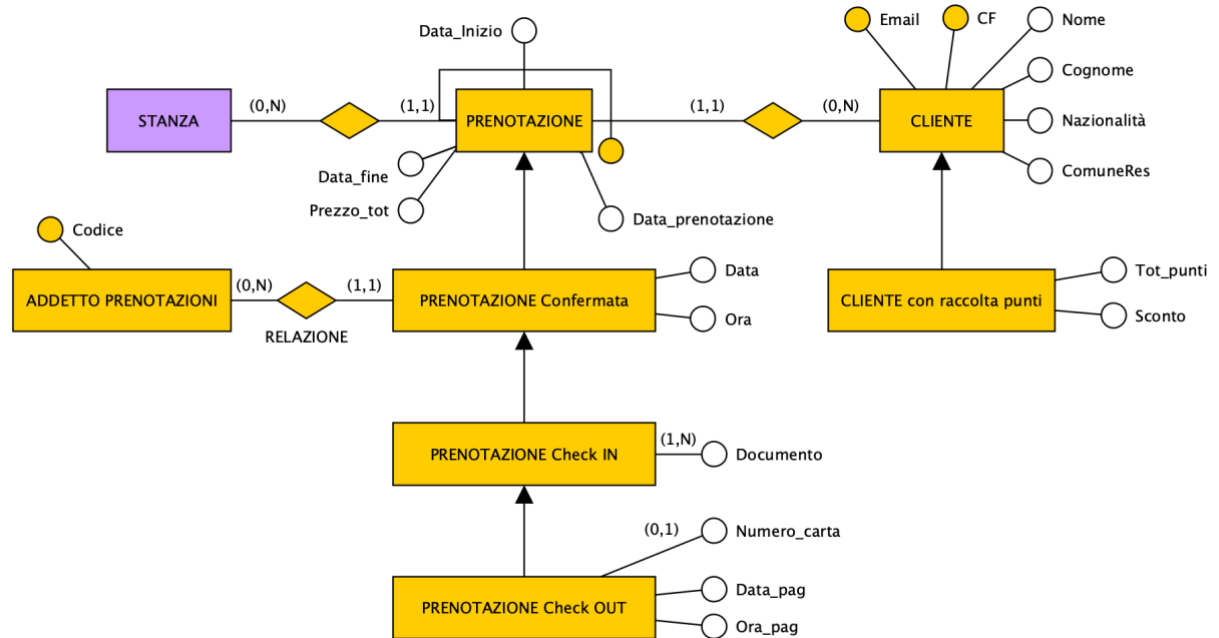 Email
CF
Nome
Data_Inizio
Cognome
(0,N)
(1,1)
(1,1)
(0,N)
STANZA
PRENOTAZIONE
CLIENTE
Nazionalità
ComuneRes
Data_fine
Prezzo_tot
Data_prenotazione
Codice
Data
Tot_punti
(0,N)
(1,1)
ADDETTO PRENOTAZIONI
PRENOTAZIONE Confermata
CLIENTE con raccolta punti
Sconto
Ora
RELAZIONE
(1,N)
PRENOTAZIONE Check IN
Documento
(0,1)
Numero_carta
Data_pag
PRENOTAZIONE Check OUT
Ora_pag